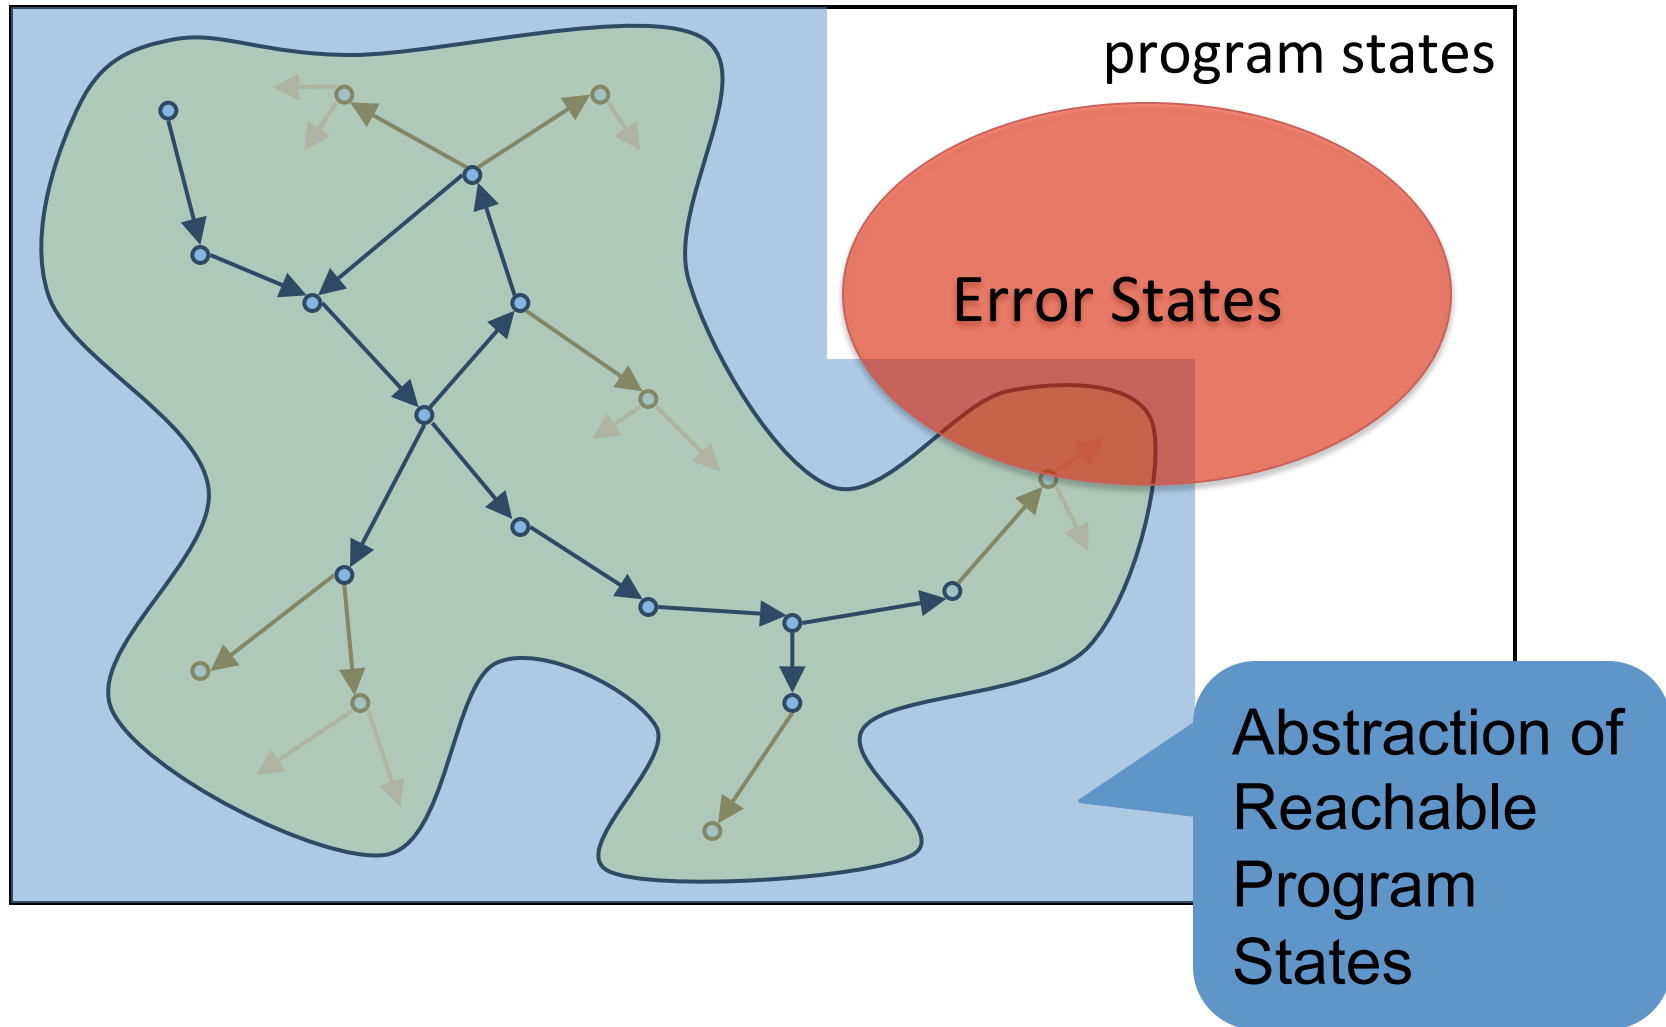 program states
Error States
Abstraction of
Reachable
Program
States